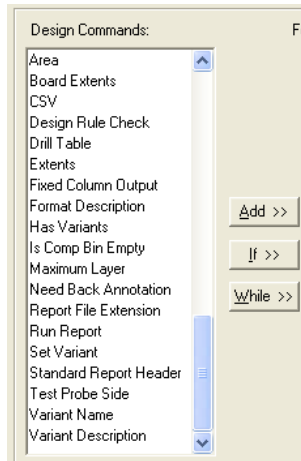 Design Commands:
F
Area
Board Extents
CSV
Design Rule Check
Drill Table
Extents
Fixed Column Output
Format Description
Has Variants
Is Comp Bin Empty
Maximum Layer
Need Back Annotation
Report File Extension
Run Report
Set Variant
Standard Report Header
Test Probe Side
Variant Name
Variant Description
Add >>
If >>
While >>